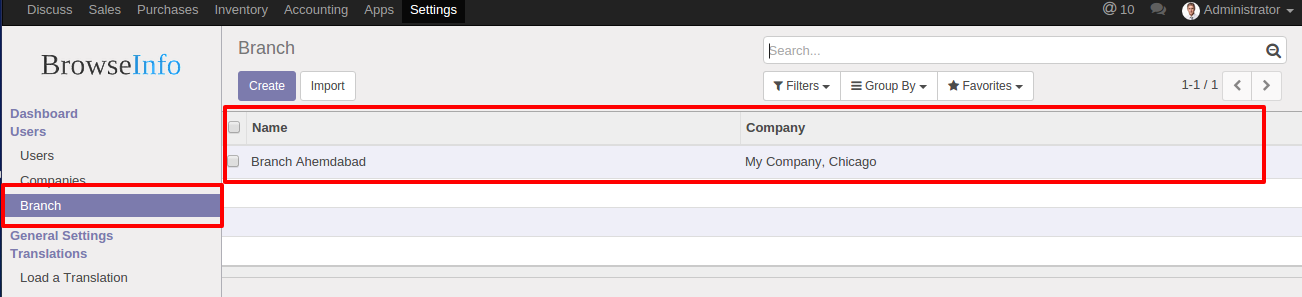 Discuss Sales Purchases Inventory Accounting Apps Settings @ 10 Administrator
BrowseInfo
Dashboard
Users
Users
Companies
Branch
General Settings
Translations
Load a Translation
Branch
Search...
Create Import
Filters Group By Favorites 1-1 / 1
Name Company
Branch Ahemdabad My Company, Chicago